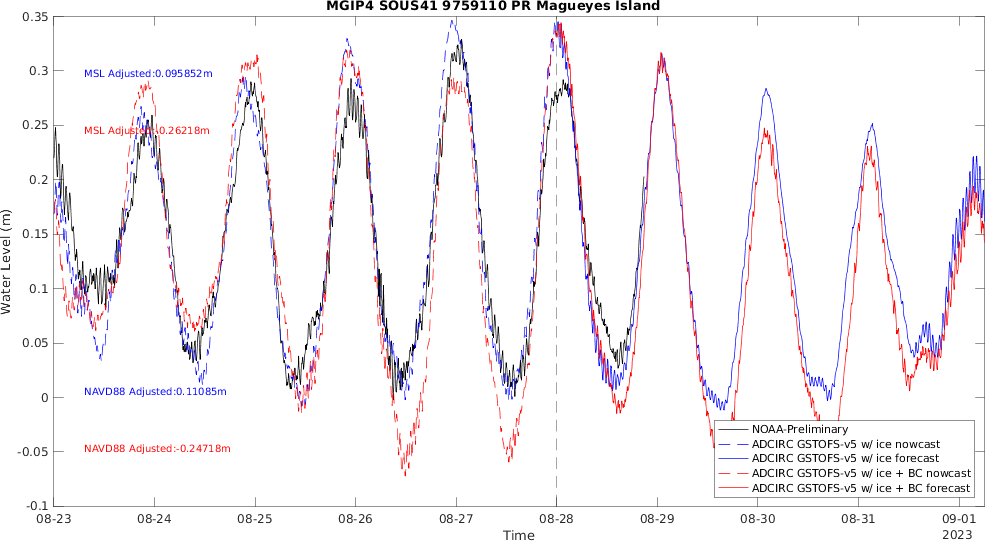 MGIP4 SOUS41 9759110 PR Magueyes Island
0.35
0.3
0.25
0.2
0.15
0.1
0.05
0
-0.05
-0.1
Water Level (m)
MSL Adjusted:0.095852m
MSL Adjusted:-0.26218m
NAVD88 Adjusted:0.11085m
NAVD88 Adjusted:-0.24718m
NOAA-Preliminary
ADCIRC GSTOFS-v5 w/ ice nowcast
ADCIRC GSTOFS-v5 w/ ice forecast
ADCIRC GSTOFS-v5 w/ ice + BC nowcast
ADCIRC GSTOFS-v5 w/ ice + BC forecast
08-23 08-24 08-25 08-26 08-27 08-28 08-29 08-30 08-31 09-01
Time
2023